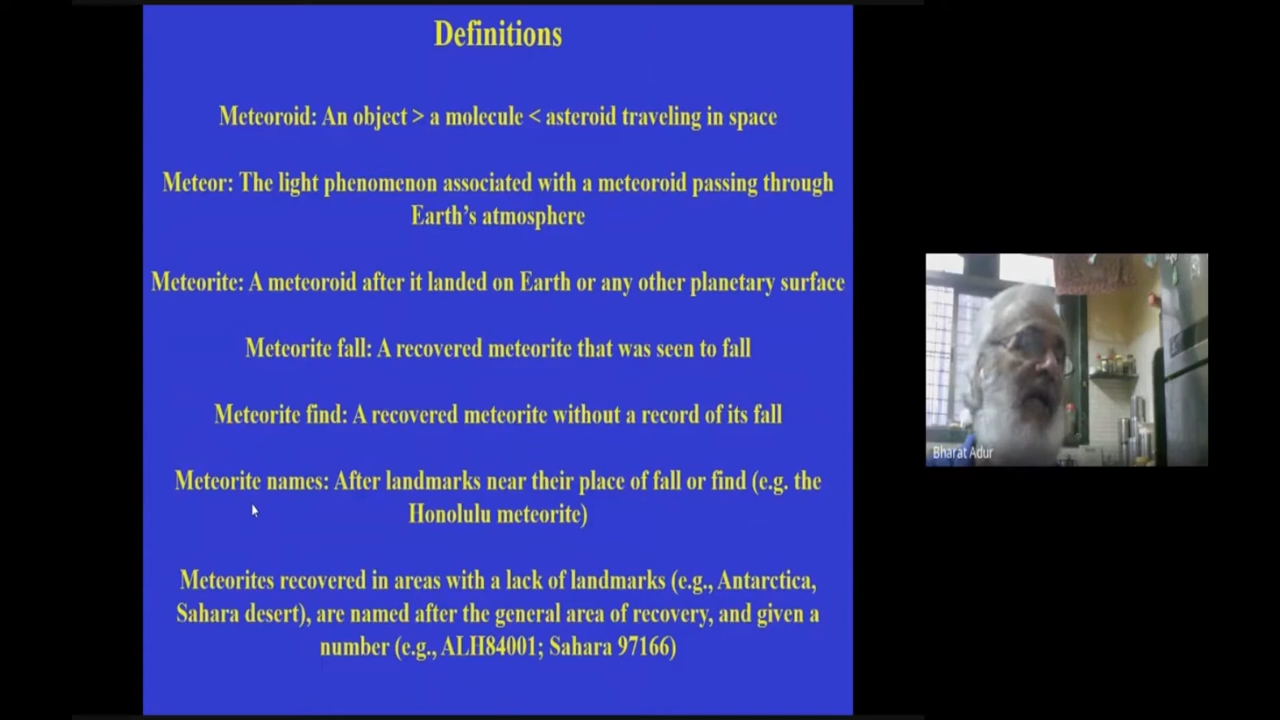 Definitions
Meteoroid: An object > a molecule < asteroid traveling in space
Meteor: The light phenomenon associated with a meteoroid passing through
Earth's atmosphere
Meteorite: A meteoroid after it landed on Earth or any other planetary surface
Meteorite fall: A recovered meteorite that was seen to fall
Meteorite find: A recovered meteorite without a record of its fall
Meteorite names: After landmarks near their place of fall or find (e.g. the
Honolulu meteorite)
Meteorites recovered in areas with a lack of landmarks (e.g., Antarctica,
Sahara desert), are named after the general area of recovery, and given a
number (e.g., ALH84001; Sahara 97166)
Bharat Adur